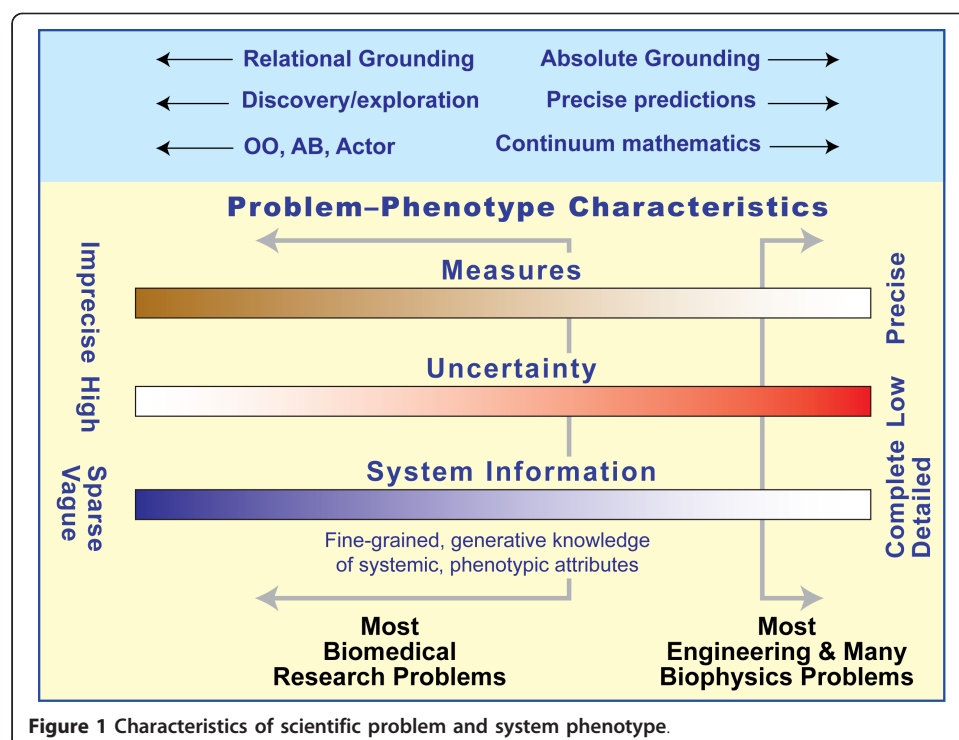 Relational Grounding
Absolute Grounding
Discovery/exploration
Precise predictions
OO, AB, Actor
Continuum mathematics
Problem–Phenotype Characteristics
Measures
Imprecise
Precise
Uncertainty
High
Low
System Information
Sparse
Vague
Complete
Detailed
Fine-grained, generative knowledge
of systemic, phenotypic attributes
Most
Biomedical
Research Problems
Most
Engineering & Many
Biophysics Problems
Figure 1 Characteristics of scientific problem and system phenotype.